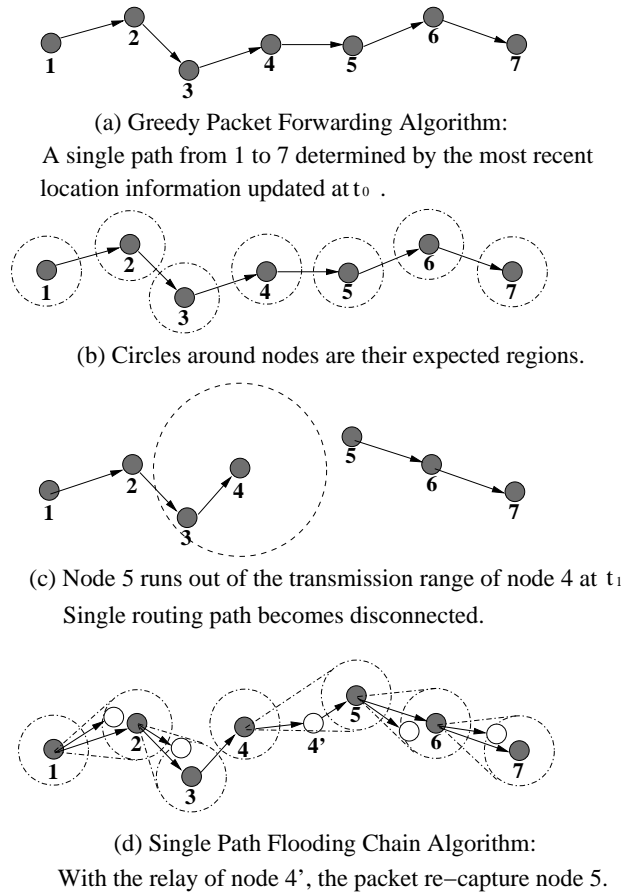 1 2 3 4 5 6 7
(a) Greedy Packet Forwarding Algorithm:
A single path from 1 to 7 determined by the most recent
location information updated at t0 .
1 2 3 4 5 6 7
(b) Circles around nodes are their expected regions.
1 2 3 4 5 6 7
(c) Node 5 runs out of the transmission range of node 4 at t1
Single routing path becomes disconnected.
1 2 3 4 4’ 5 6 7
(d) Single Path Flooding Chain Algorithm:
With the relay of node 4’, the packet re−capture node 5.